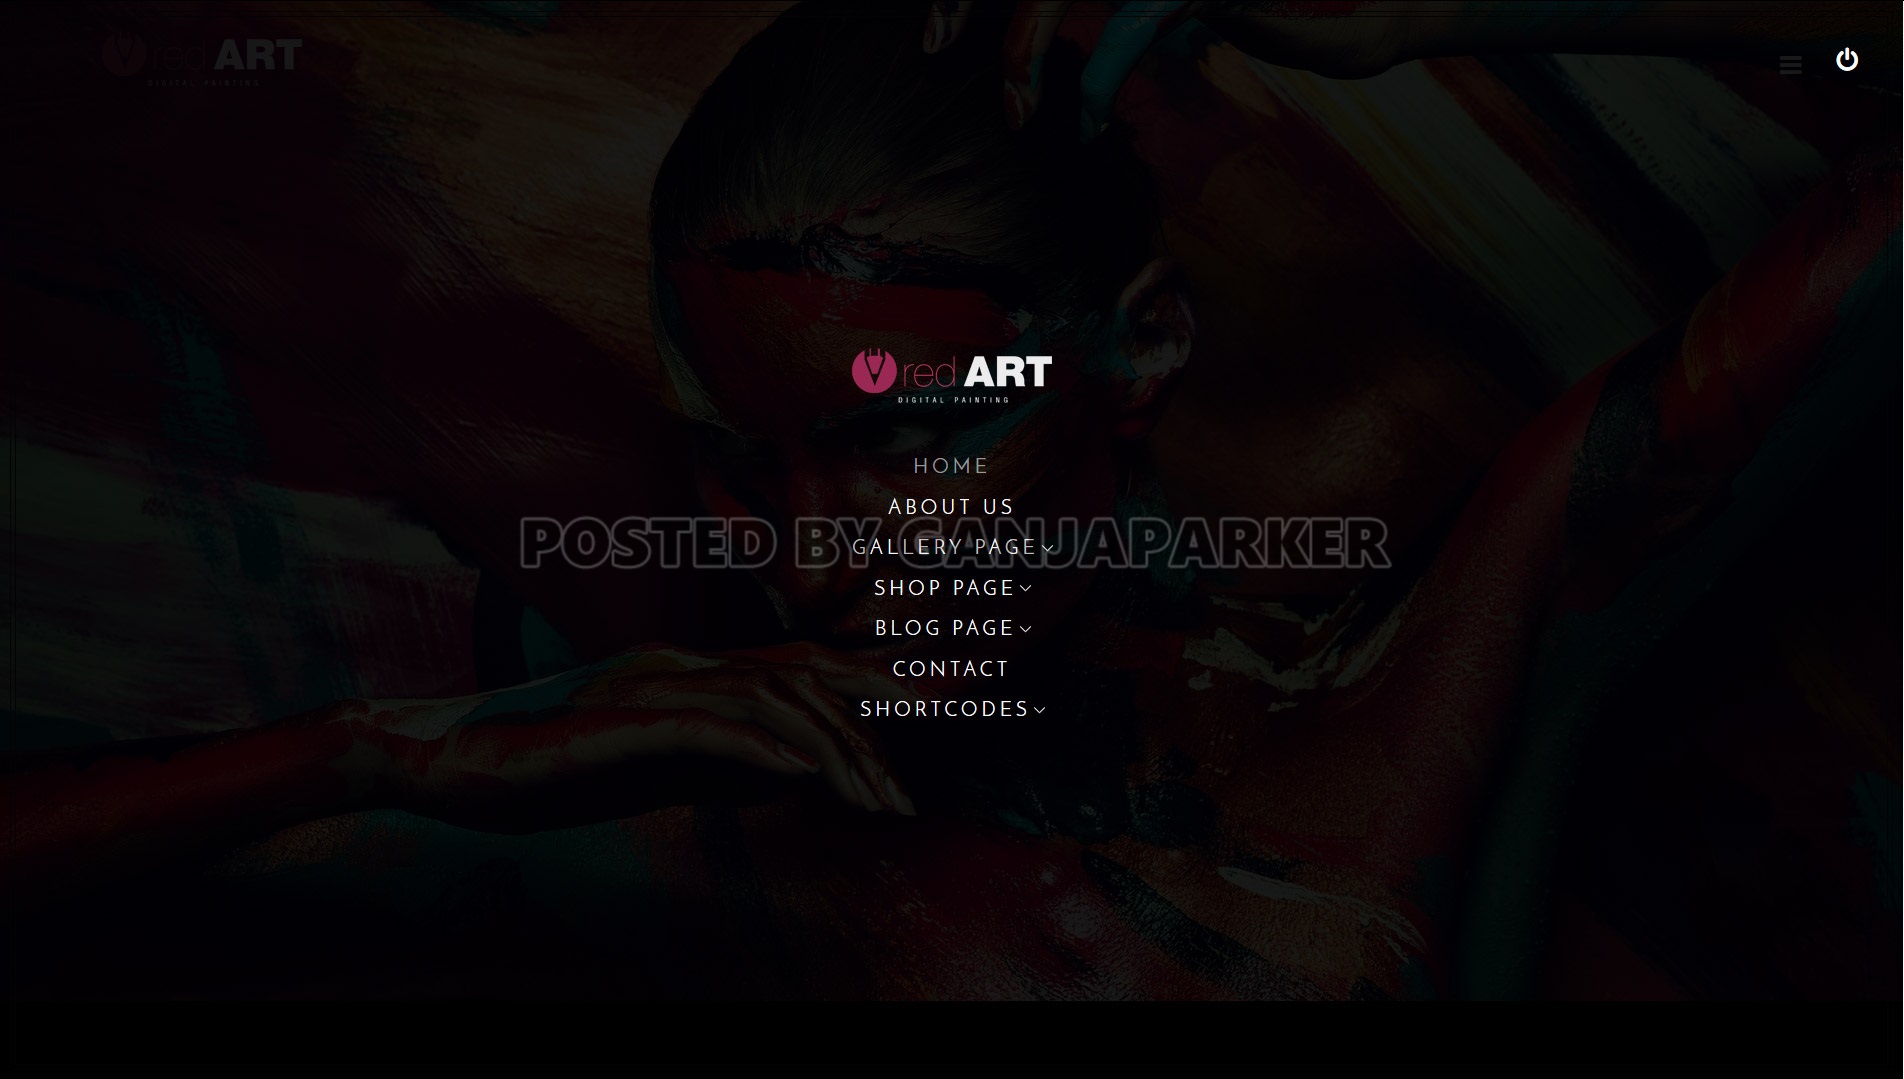 red ART
DIGITAL PAINTING
red ART
DIGITAL PAINTING
HOME
ABOUT US
POSTED BY GANJAPARKER
GALLERY PAGE
SHOP PAGE
BLOG PAGE
CONTACT
SHORTCODES